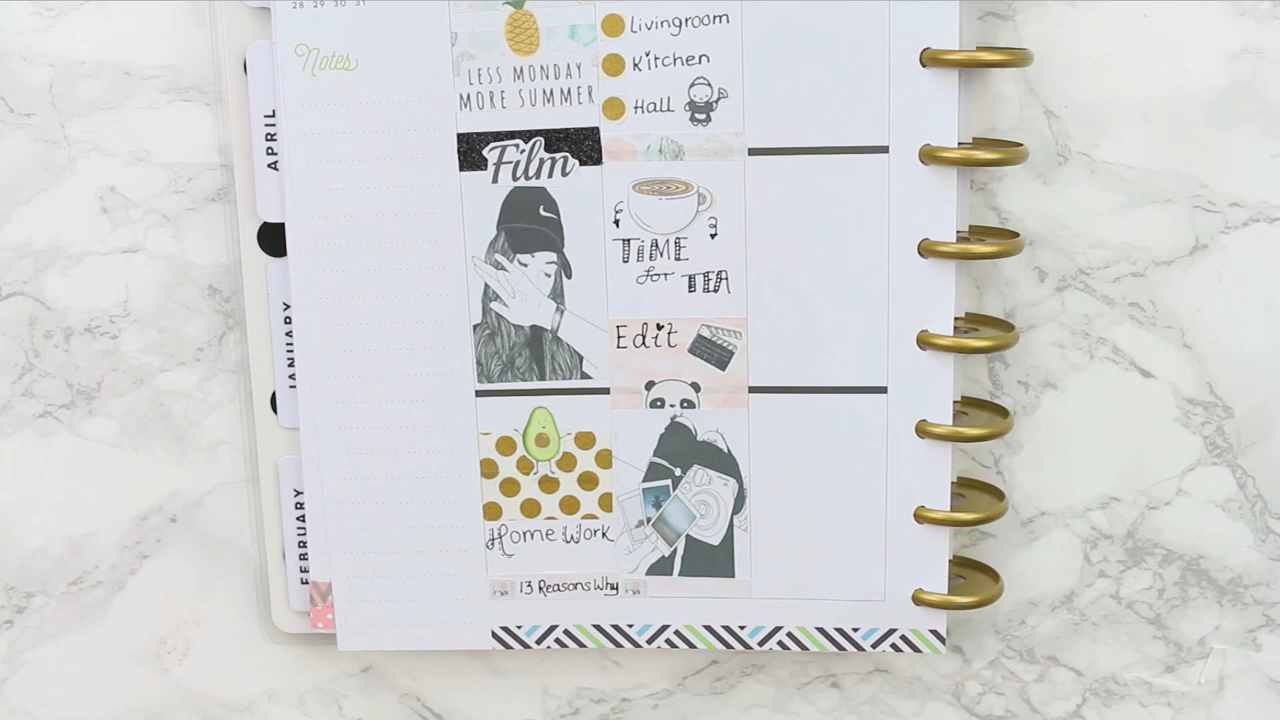 28 29 30 31
Notes
APRIL
JANUARY
FEBRUARY
LESS MONDAY
MORE SUMMER
Film
Home Work
13 Reasons Why
Livingroom
Kitchen
Hall
TiME
for TEA
Edit